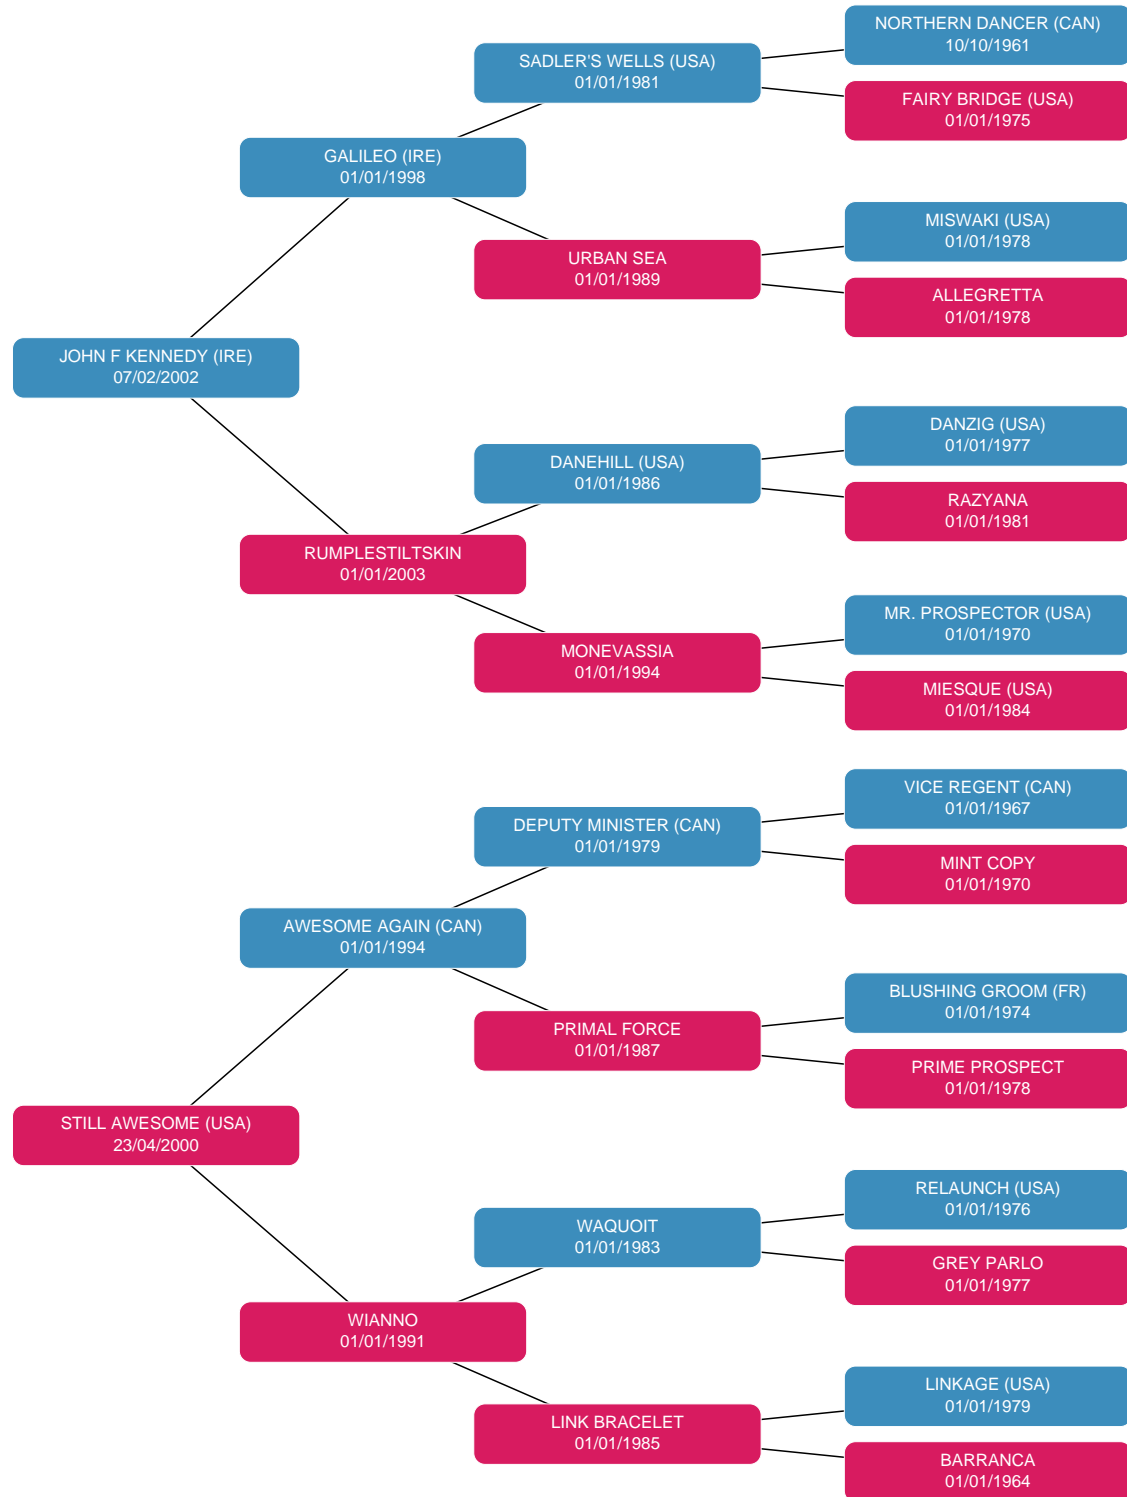 NORTHERN DANCER (CAN)
10/10/1961
SADLER'S WELLS (USA)
01/01/1981
FAIRY BRIDGE (USA)
01/01/1975
GALILEO (IRE)
01/01/1998
MISWAKI (USA)
01/01/1978
URBAN SEA
01/01/1989
ALLEGRETTA
01/01/1978
JOHN F KENNEDY (IRE)
07/02/2002
DANZIG (USA)
01/01/1977
DANEHILL (USA)
01/01/1986
RAZYANA
01/01/1981
RUMPLESTILTSKIN
01/01/2003
MR. PROSPECTOR (USA)
01/01/1970
MONEVASSIA
01/01/1994
MIESQUE (USA)
01/01/1984
VICE REGENT (CAN)
01/01/1967
DEPUTY MINISTER (CAN)
01/01/1979
MINT COPY
01/01/1970
AWESOME AGAIN (CAN)
01/01/1994
BLUSHING GROOM (FR)
01/01/1974
PRIMAL FORCE
01/01/1987
PRIME PROSPECT
01/01/1978
STILL AWESOME (USA)
23/04/2000
RELAUNCH (USA)
01/01/1976
WAQUOIT
01/01/1983
GREY PARLO
01/01/1977
WIANNO
01/01/1991
LINKAGE (USA)
01/01/1979
LINK BRACELET
01/01/1985
BARRANCA
01/01/1964